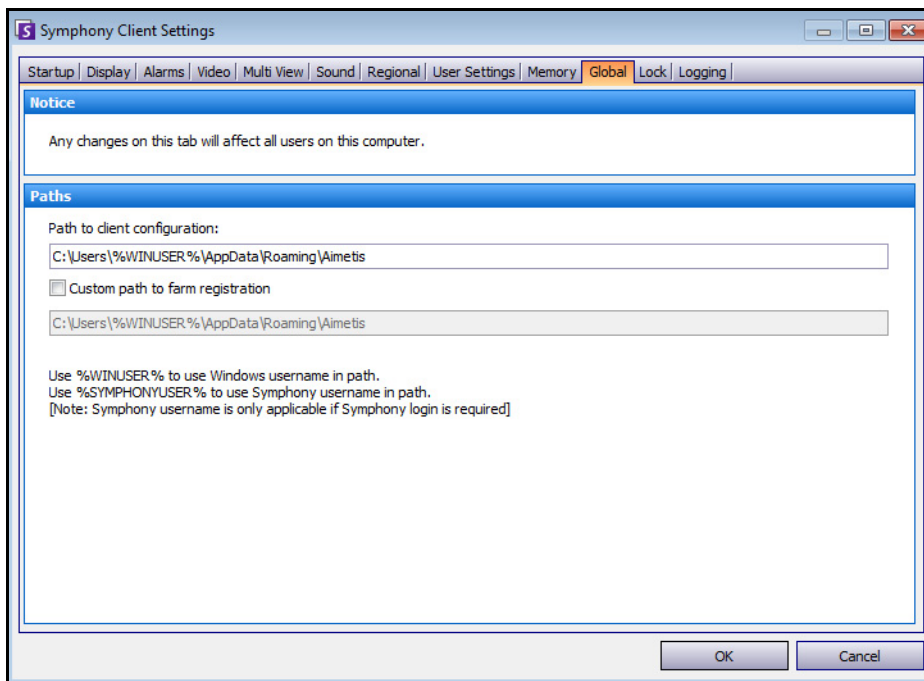 Symphony Client Settings
Startup Display Alarms Video Multi View Sound Regional User Settings Memory Global Lock Logging
Notice
Any changes on this tab will affect all users on this computer.
Paths
Path to client configuration:
C:\Users\%WINUSER%\AppData\Roaming\Aimetis
Custom path to farm registration
C:\Users\%WINUSER%\AppData\Roaming\Aimetis
Use %WINUSER% to use Windows username in path.
Use %SYMPHONYUSER% to use Symphony username in path.
[Note: Symphony username is only applicable if Symphony login is required]
OK Cancel